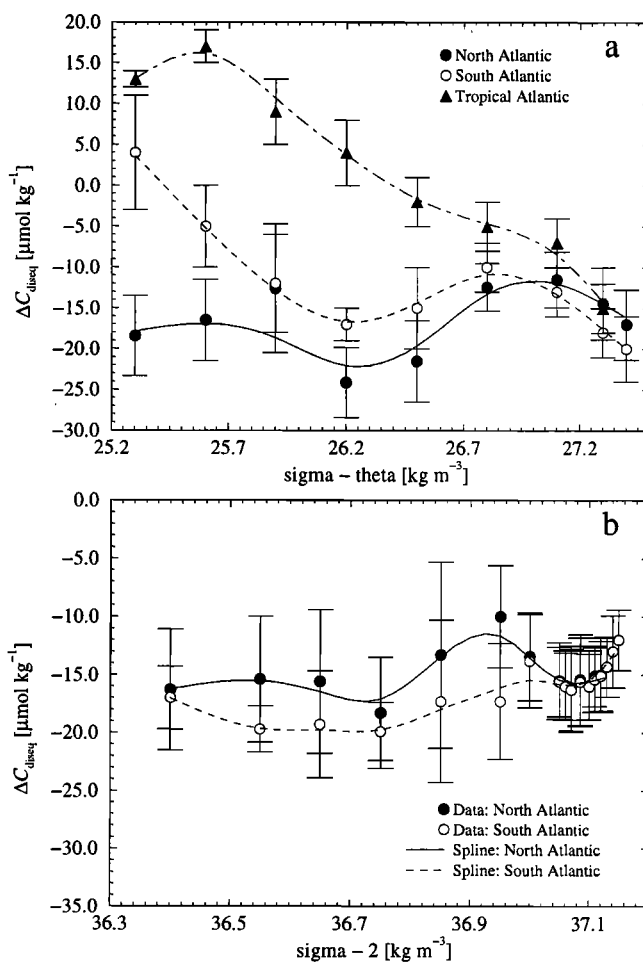 a
North Atlantic
South Atlantic
Tropical Atlantic
20.0
15.0
10.0
5.0
0.0
−5.0
−10.0
−15.0
−20.0
−25.0
−30.0
ΔC_diseq [μmol kg⁻¹]
25.2 25.7 26.2 26.7 27.2
sigma − theta [kg m⁻³]
b
0.0
−5.0
−10.0
−15.0
−20.0
−25.0
−30.0
−35.0
ΔC_diseq [μmol kg⁻¹]
Data: North Atlantic
Data: South Atlantic
Spline: North Atlantic
Spline: South Atlantic
36.3 36.5 36.7 36.9 37.1
sigma − 2 [kg m⁻³]